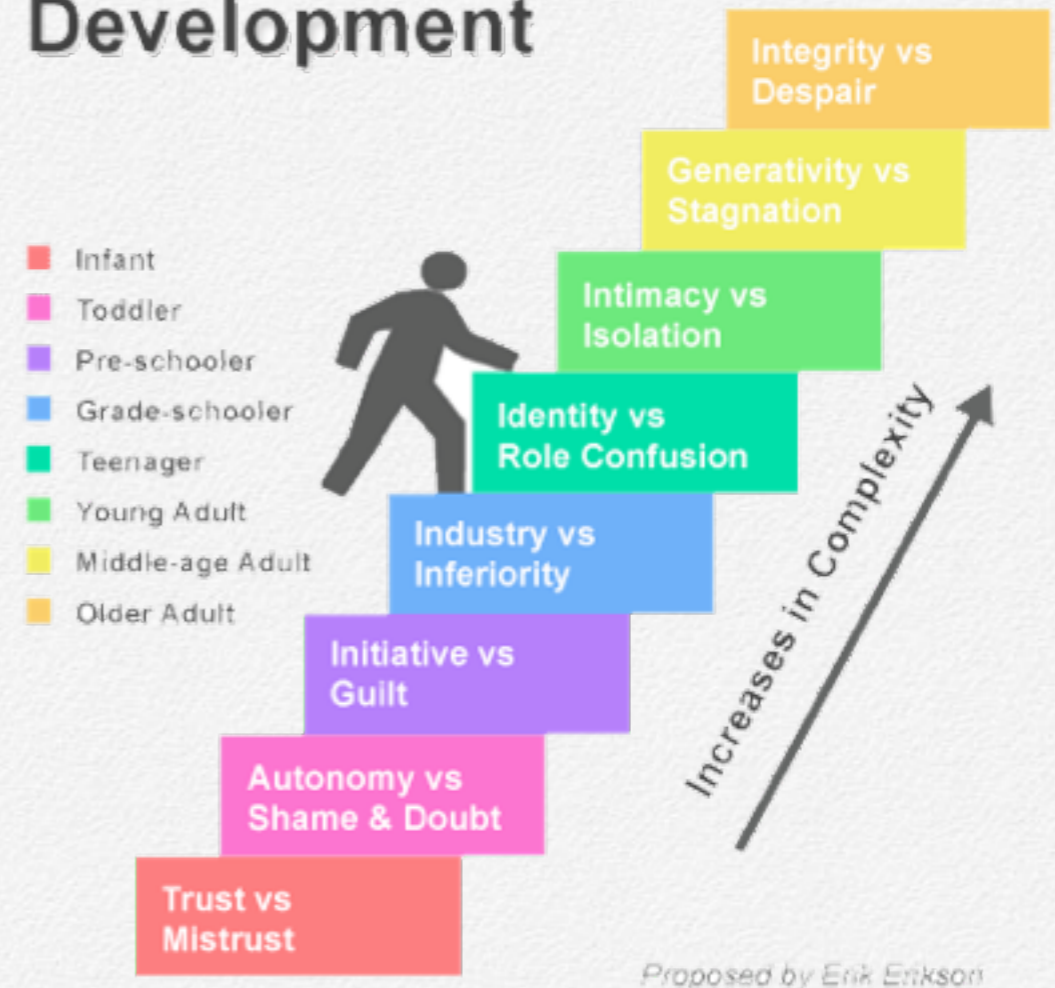 Development
Integrity vs
Despair
Generativity vs
Stagnation
Intimacy vs
Isolation
Identity vs
Role Confusion
Industry vs
Inferiority
Initiative vs
Guilt
Autonomy vs
Shame & Doubt
Trust vs
Mistrust
Infant
Toddler
Pre-schooler
Grade-schooler
Teenager
Young Adult
Middle-age Adult
Older Adult
Increases in Complexity
Proposed by Erik Erikson